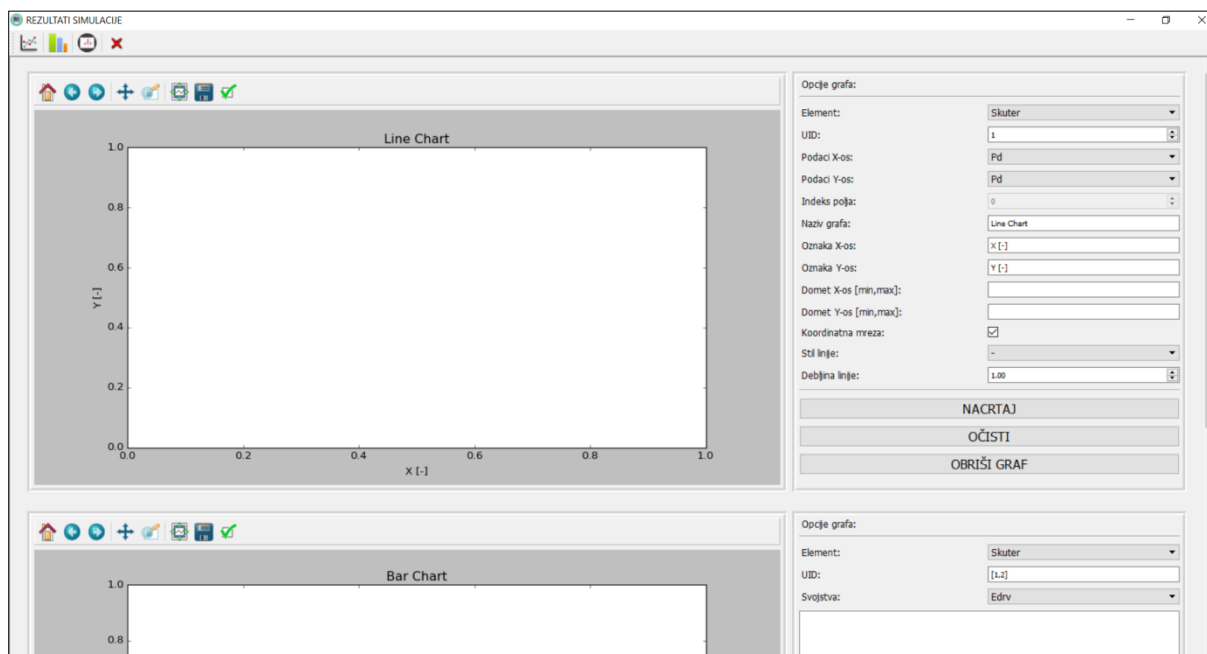 REZULTATI SIMULACIJE
Line Chart
1.0
0.8
0.6
0.4
0.2
0.0
Y [-]
0.0 0.2 0.4 0.6 0.8 1.0
X [-]
Opcije grafa:
Element: Skuter
UID: 1
Podaci X-os: Pd
Podaci Y-os: Pd
Indeks polja: 0
Naziv grafa: Line Chart
Oznaka X-os: X [-]
Oznaka Y-os: Y [-]
Domet X-os [min,max]:
Domet Y-os [min,max]:
Koordinatna mreza:
Stil linije: -
Debljina linije: 1.00
NACRTAJ
OČISTI
OBRIŠI GRAF
Bar Chart
1.0
0.8
Opcije grafa:
Element: Skuter
UID: [1,2]
Svojstva: Edrv